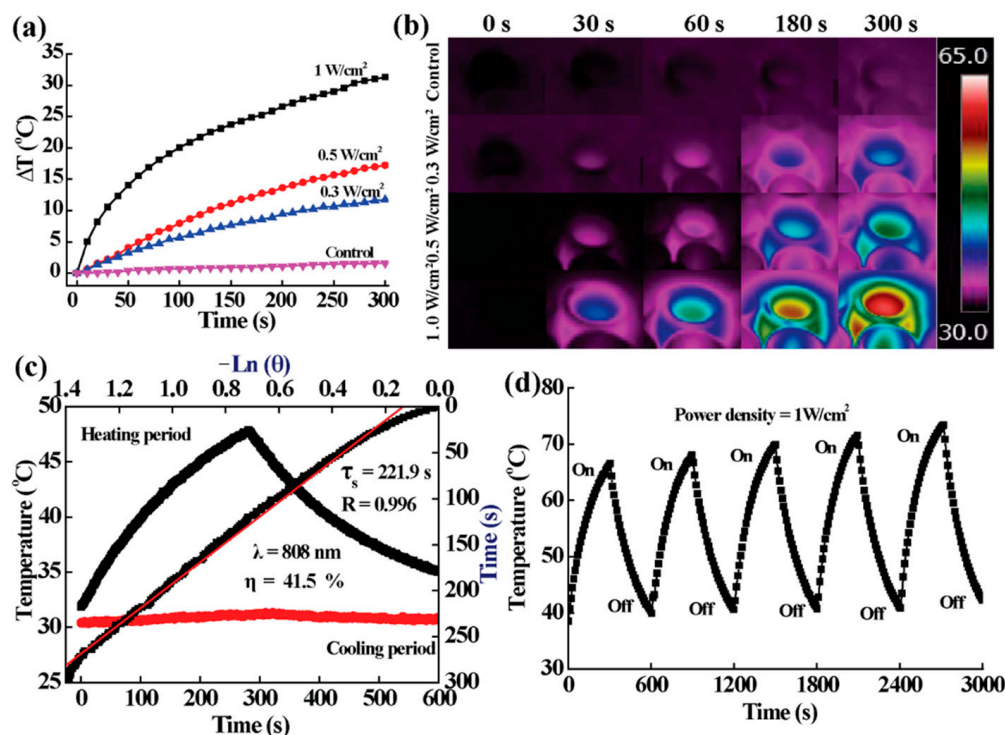 (a)
35
30
25
20
15
10
5
0
ΔT (°C)
1 W/cm²
0.5 W/cm²
0.3 W/cm²
Control
0 50 100 150 200 250 300
Time (s)
(b)
0 s 30 s 60 s 180 s 300 s
Control
0.3 W/cm²
0.5 W/cm²
1.0 W/cm²
65.0
30.0
(c)
−Ln (θ)
1.4 1.2 1.0 0.8 0.6 0.4 0.2 0.0
50
45
40
35
30
25
Temperature (°C)
Heating period
τs = 221.9 s
R = 0.996
λ = 808 nm
η = 41.5 %
Cooling period
0
50
100
150
200
250
300
Time (s)
0 100 200 300 400 500 600
Time (s)
(d)
80
70
60
50
40
30
Temperature (°C)
Power density = 1W/cm²
On On On On On
Off Off Off Off Off
0 600 1200 1800 2400 3000
Time (s)